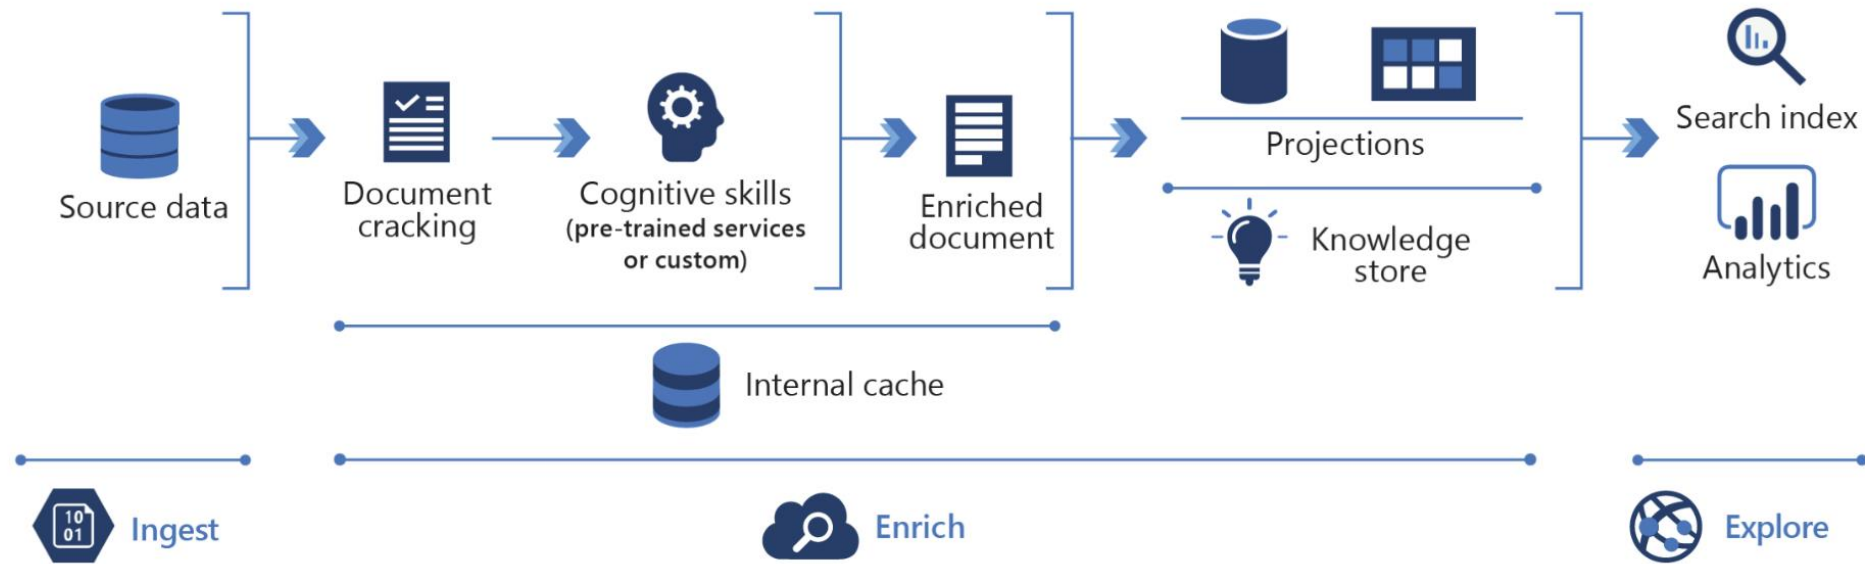 Source data
Document
cracking
Cognitive skills
(pre-trained services
or custom)
Enriched
document
Projections
Knowledge
store
Search index
Analytics
Internal cache
10
01
Ingest
Enrich
Explore